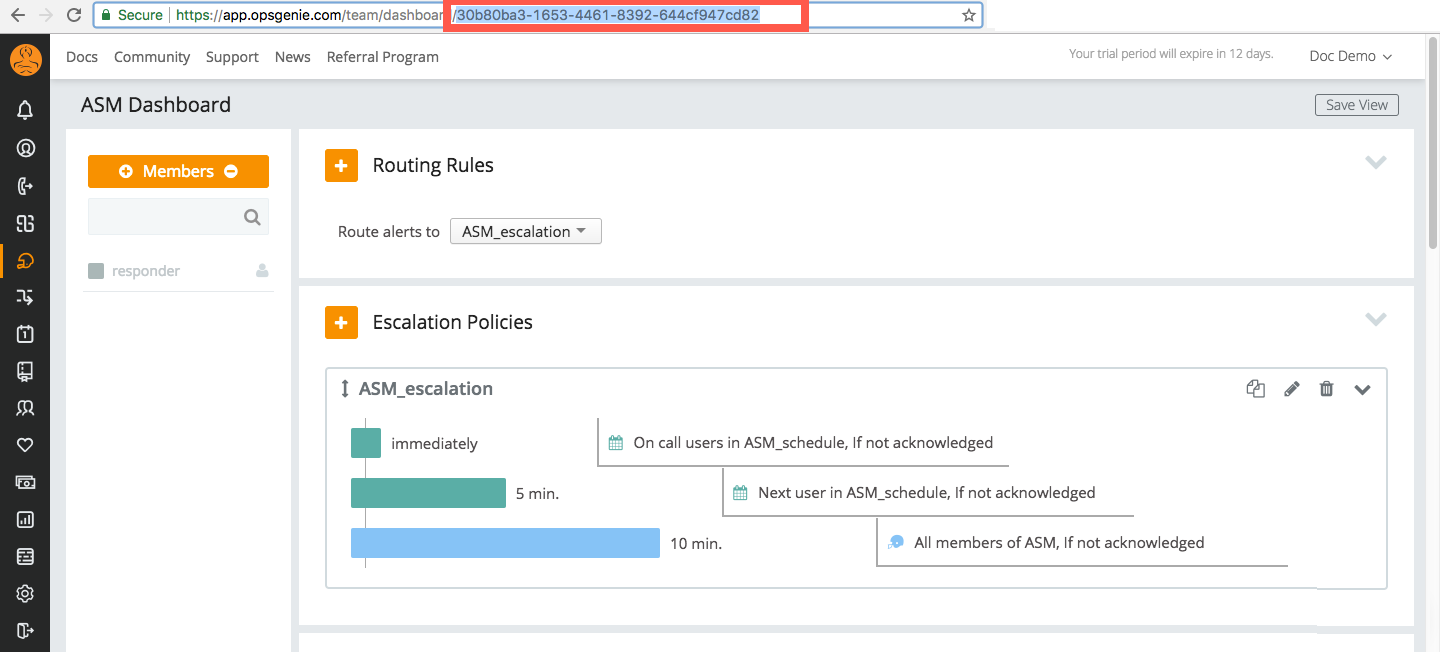 Secure https://app.opsgenie.com/team/dashboar /30b80ba3-1653-4461-8392-644cf947cd82
Docs Community Support News Referral Program Your trial period will expire in 12 days. Doc Demo
ASM Dashboard Save View
Members
Routing Rules
Route alerts to ASM_escalation
responder
Escalation Policies
ASM_escalation
immediately On call users in ASM_schedule, If not acknowledged
5 min. Next user in ASM_schedule, If not acknowledged
10 min. All members of ASM, If not acknowledged
1